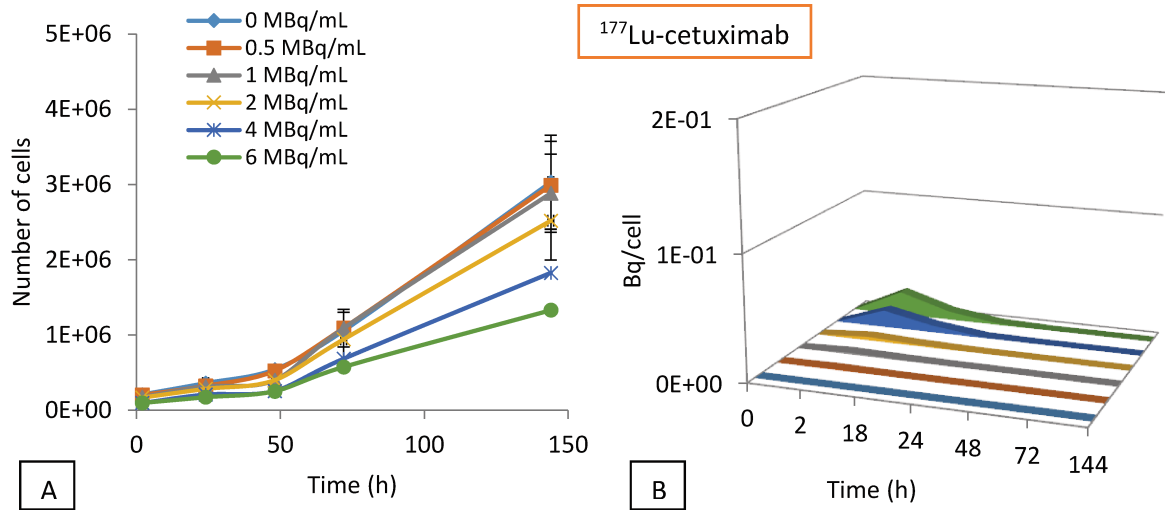 0 MBq/mL
0.5 MBq/mL
1 MBq/mL
2 MBq/mL
4 MBq/mL
6 MBq/mL
5E+06
4E+06
3E+06
2E+06
1E+06
0E+00
Number of cells
0
50
100
150
Time (h)
A
¹⁷⁷Lu-cetuximab
2E-01
1E-01
0E+00
Bq/cell
0
2
18
24
48
72
144
Time (h)
B